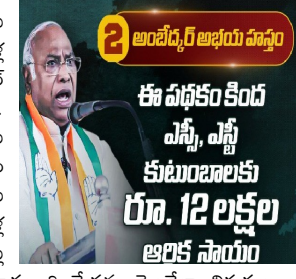 2 అంబేద్కర్ అభయ హస్తం
ఈ పథకం కింద
ఎస్సీ, ఎస్టీ
కుటుంబాలకు
రూ. 12 లక్షల
ఆర్థిక సాయం